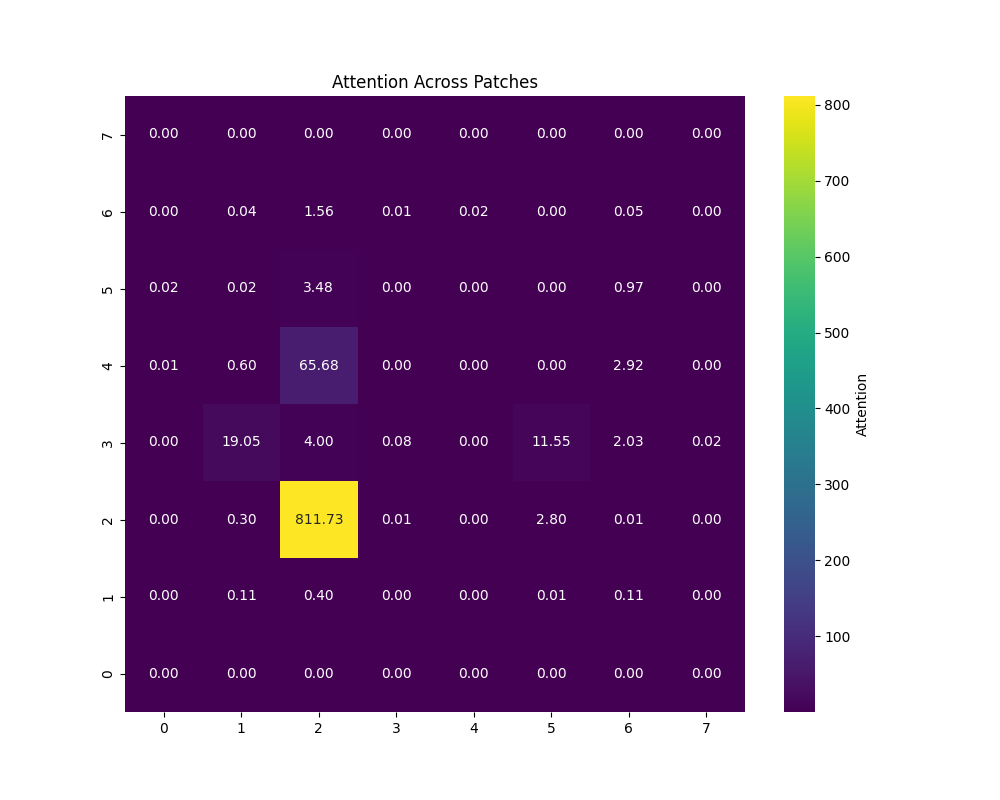 Attention Across Patches
7 0.00 0.00 0.00 0.00 0.00 0.00 0.00 0.00
6 0.00 0.04 1.56 0.01 0.02 0.00 0.05 0.00
5 0.02 0.02 3.48 0.00 0.00 0.00 0.97 0.00
4 0.01 0.60 65.68 0.00 0.00 0.00 2.92 0.00
3 0.00 19.05 4.00 0.08 0.00 11.55 2.03 0.02
2 0.00 0.30 811.73 0.01 0.00 2.80 0.01 0.00
1 0.00 0.11 0.40 0.00 0.00 0.01 0.11 0.00
0 0.00 0.00 0.00 0.00 0.00 0.00 0.00 0.00
0 1 2 3 4 5 6 7
800
700
600
500
400
300
200
100
Attention